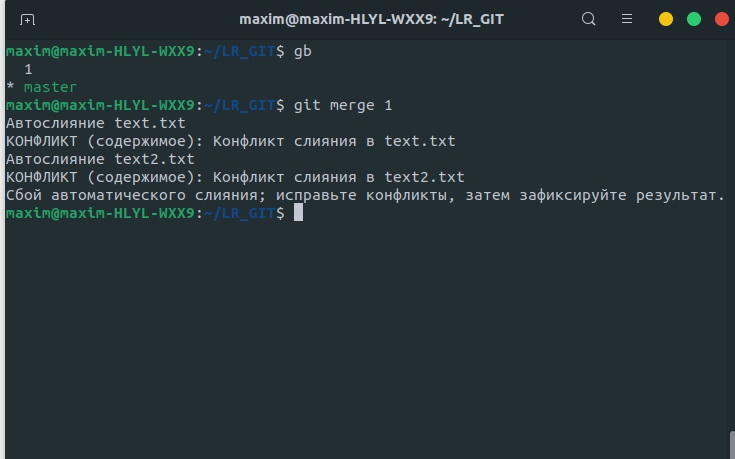 maxim@maxim-HLYL-WXX9: ~/LR_GIT
maxim@maxim-HLYL-WXX9:~/LR_GIT$ gb
  1
* master
maxim@maxim-HLYL-WXX9:~/LR_GIT$ git merge 1
Автослияние text.txt
КОНФЛИКТ (содержимое): Конфликт слияния в text.txt
Автослияние text2.txt
КОНФЛИКТ (содержимое): Конфликт слияния в text2.txt
Сбой автоматического слияния; исправьте конфликты, затем зафиксируйте результат.
maxim@maxim-HLYL-WXX9:~/LR_GIT$